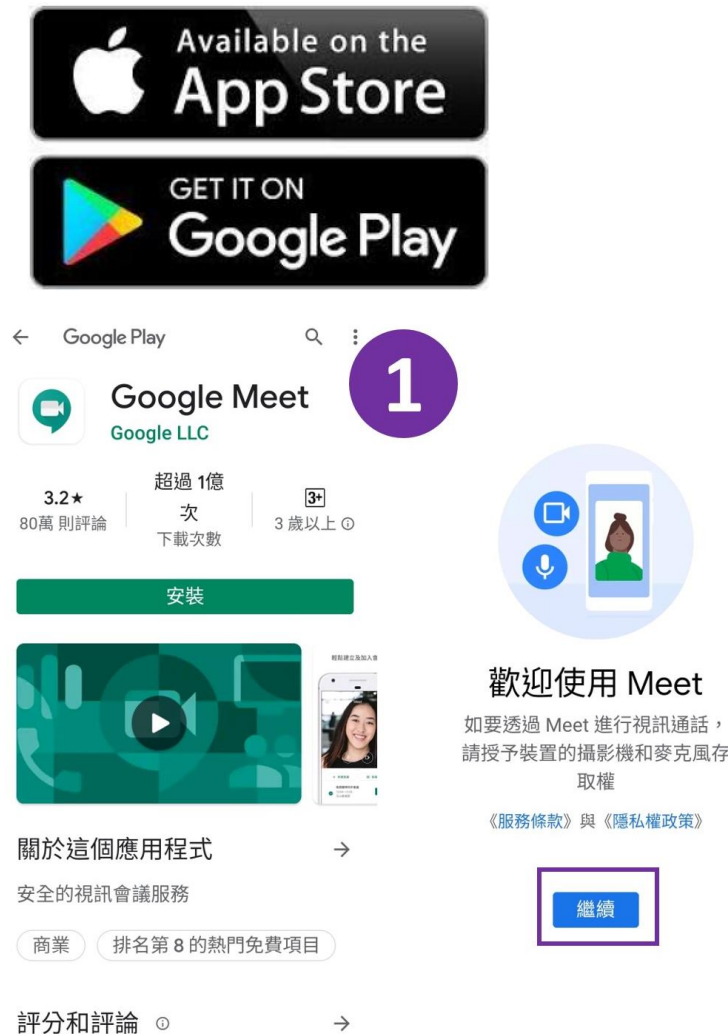 Available on the
App Store
GET IT ON
Google Play
Google Play
1
Google Meet
Google LLC
3.2★
80萬 則評論
超過 1億
次
下載次數
3+
3 歲以上
安裝
關於這個應用程式
安全的視訊會議服務
商業
排名第 8 的熱門免費項目
評分和評論
歡迎使用 Meet
如要透過 Meet 進行視訊通話，
請授予裝置的攝影機和麥克風存
取權
《服務條款》與《隱私權政策》
繼續